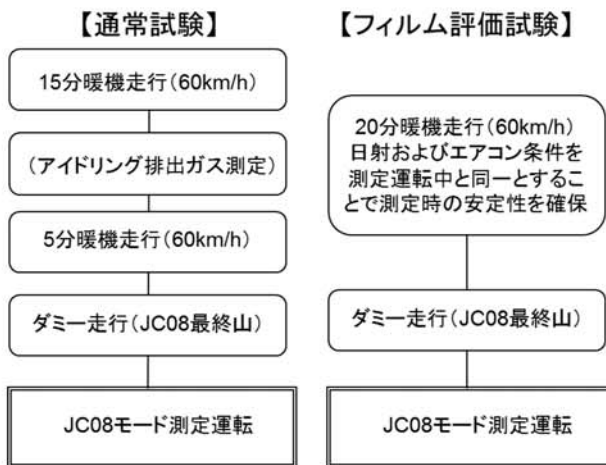 【通常試験】
15分暖機走行(60km/h)
(アイドリング排出ガス測定)
5分暖機走行(60km/h)
ダミー走行(JC08最終山)
JC08モード測定運転
【フィルム評価試験】
20分暖機走行(60km/h)
日射およびエアコン条件を
測定運転中と同一とするこ
とで測定時の安定性を確保
ダミー走行(JC08最終山)
JC08モード測定運転